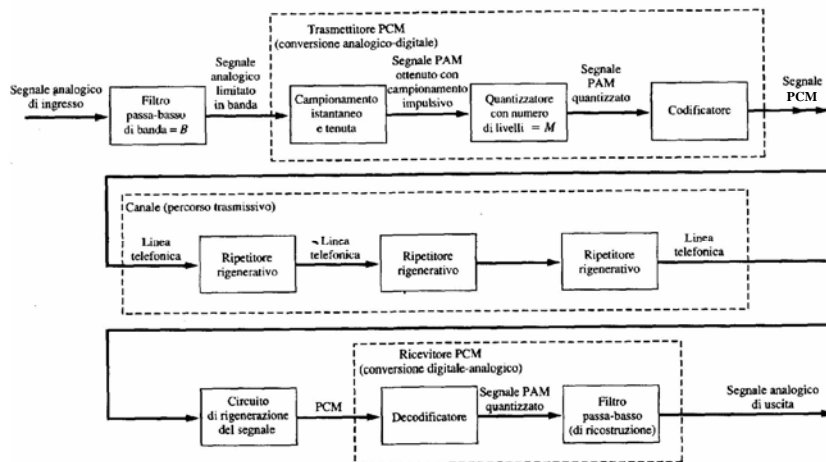 Trasmettitore PCM
(conversione analogico-digitale)
Segnale analogico
di ingresso
Filtro
passa-basso
di banda = B
Segnale
analogico
limitato
in banda
Campionamento
istantaneo
e tenuta
Segnale PAM
ottenuto con
campionamento
impulsivo
Quantizzatore
con numero
di livelli = M
Segnale
PAM
quantizzato
Codificatore
Segnale
PCM
Canale (percorso trasmissivo)
Linea
telefonica
Ripetitore
rigenerativo
Linea
telefonica
Ripetitore
rigenerativo
Ripetitore
rigenerativo
Linea
telefonica
Ricevitore PCM
(conversione digitale-analogico)
Circuito
di rigenerazione
del segnale
PCM
Decodificatore
Segnale PAM
quantizzato
Filtro
passa-basso
(di ricostruzione)
Segnale analogico
di uscita